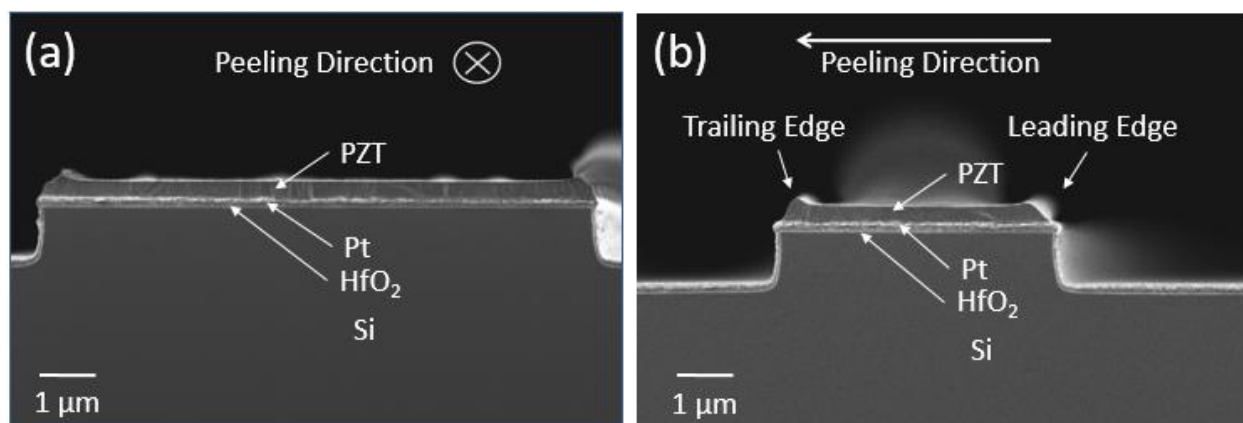 (a)
Peeling Direction
PZT
Pt
HfO₂
Si
1 μm
(b)
Peeling Direction
Trailing Edge
Leading Edge
PZT
Pt
HfO₂
Si
1 μm